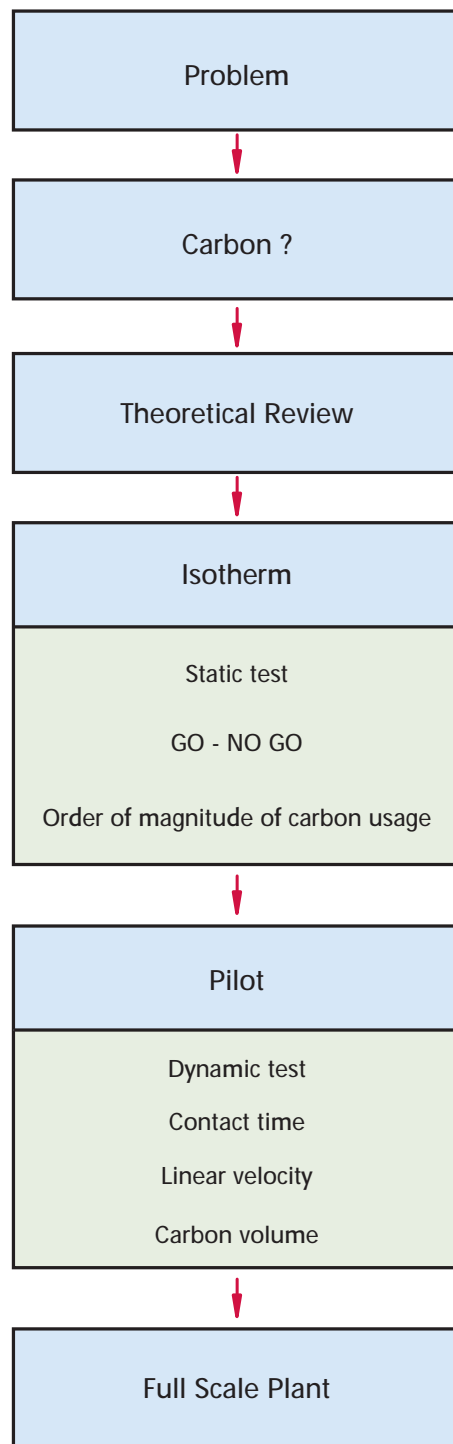 Problem
Carbon ?
Theoretical Review
Isotherm
Static test
GO - NO GO
Order of magnitude of carbon usage
Pilot
Dynamic test
Contact time
Linear velocity
Carbon volume
Full Scale Plant